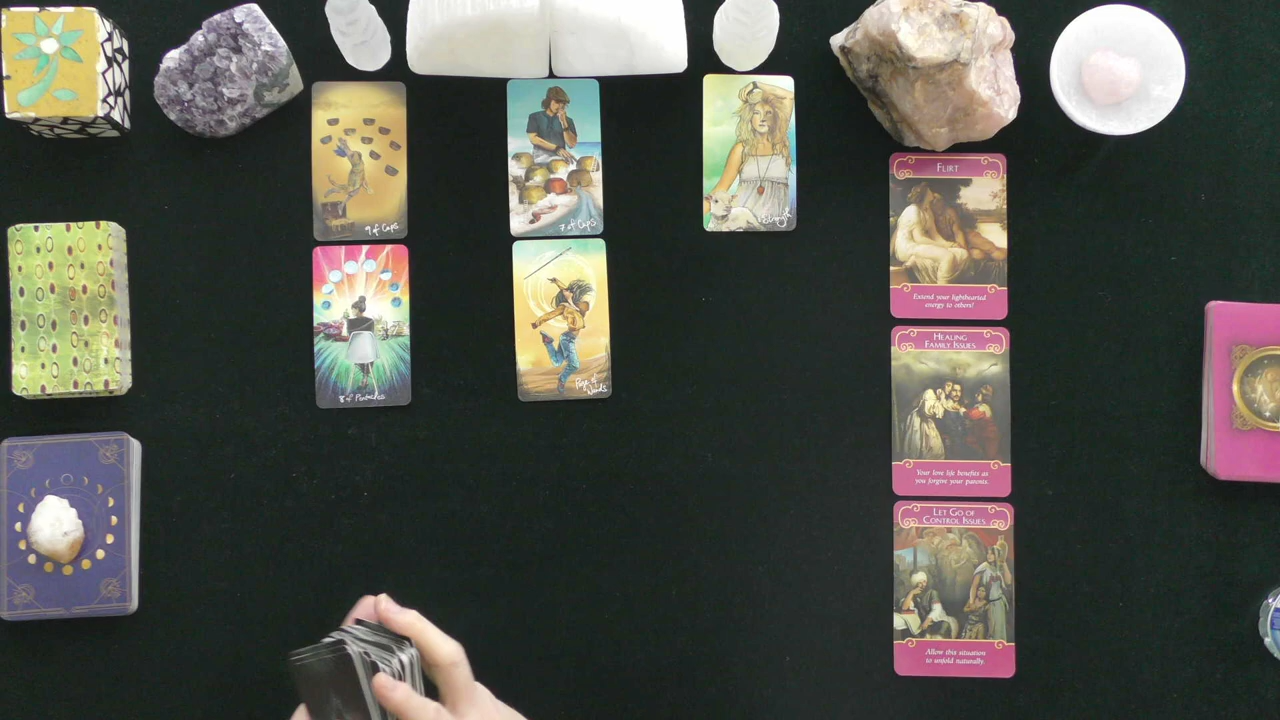 9 of Cups
7 of Cups
Strength
8 of Pentacles
Page of
Wands
FLIRT
Extend your lighthearted
energy to others!
HEALING
FAMILY ISSUES
Your love life benefits as
you forgive your parents.
LET GO OF
CONTROL ISSUES
Allow this situation
to unfold naturally.